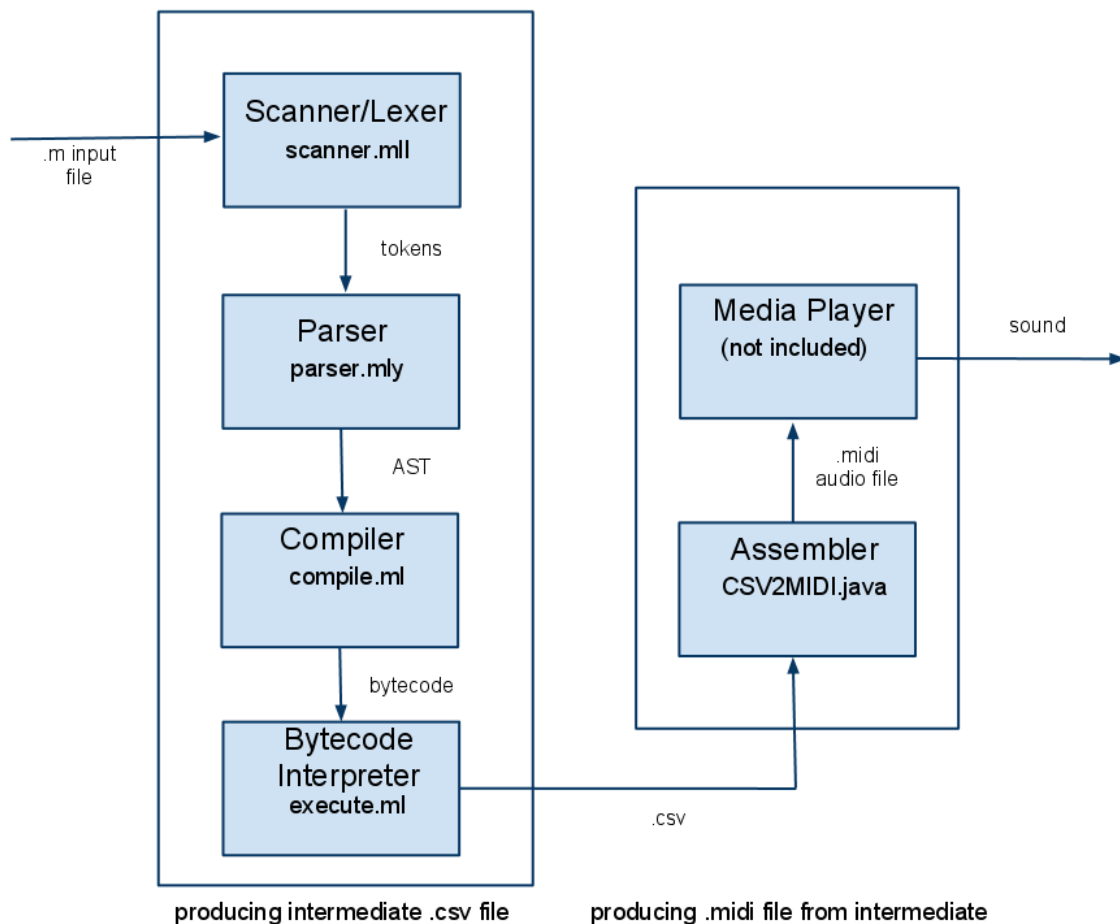 Scanner/Lexer
scanner.mll
.m input
file
tokens
Parser
parser.mly
AST
Compiler
compile.ml
bytecode
Bytecode
Interpreter
execute.ml
.csv
Media Player
(not included)
sound
.midi
audio file
Assembler
CSV2MIDI.java
producing intermediate .csv file
producing .midi file from intermediate